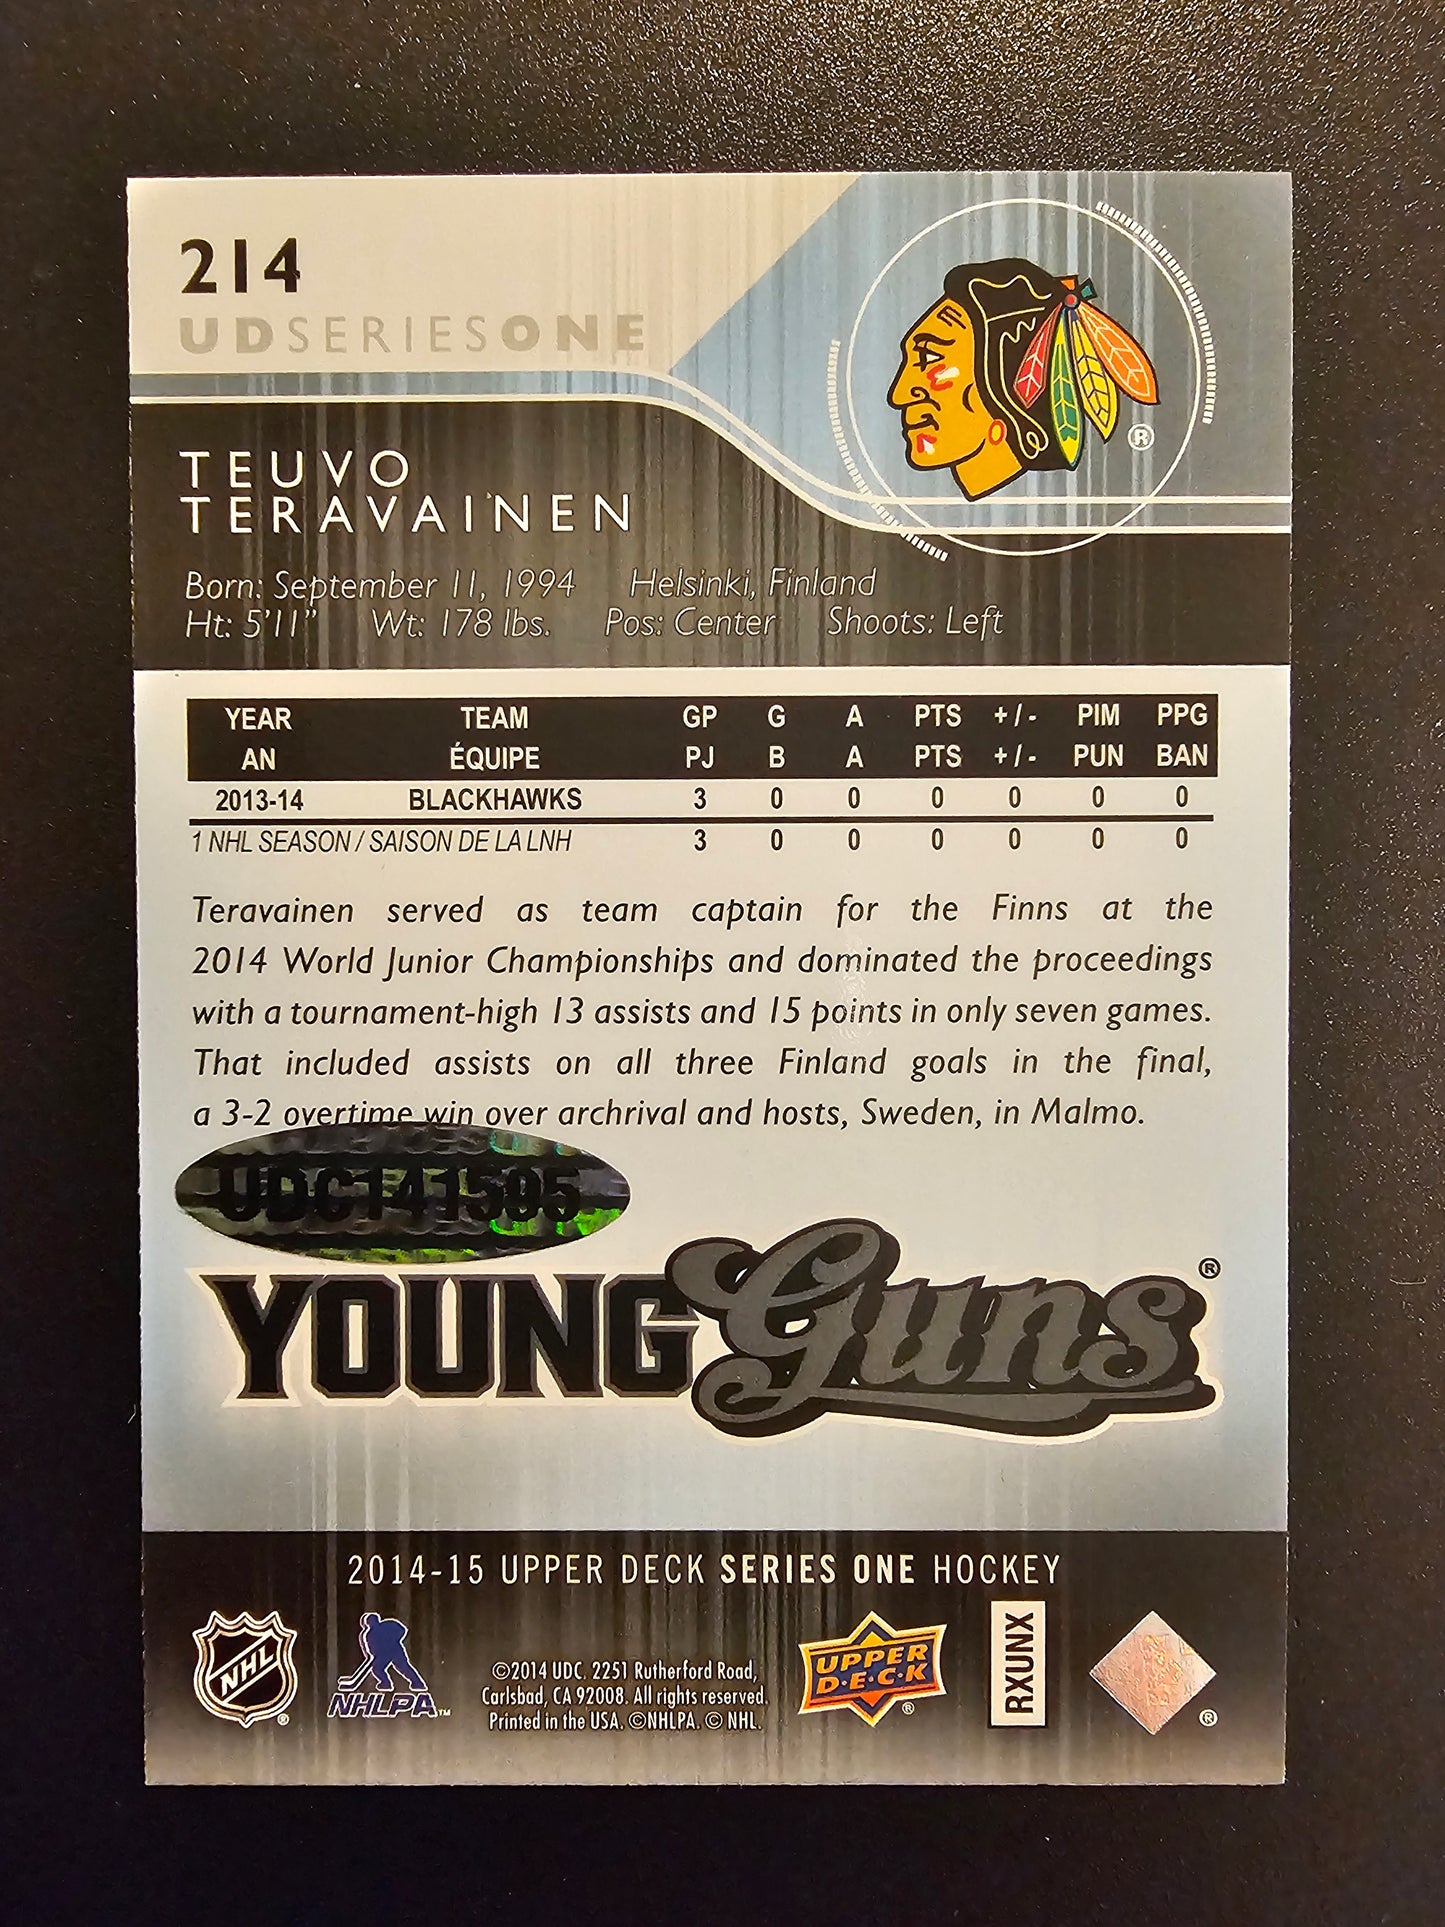 214
UDSERIESONE
®
TEUVO
TERAVAINEN
Born: September 11, 1994 Helsinki, Finland
Ht: 5'11" Wt: 178 lbs. Pos: Center Shoots: Left
YEAR TEAM GP G A PTS +/- PIM PPG
AN ÉQUIPE PJ B A PTS +/- PUN BAN
2013-14 BLACKHAWKS 3 0 0 0 0 0 0
1 NHL SEASON / SAISON DE LA LNH 3 0 0 0 0 0 0
Teravainen served as team captain for the Finns at the
2014 World Junior Championships and dominated the proceedings
with a tournament-high 13 assists and 15 points in only seven games.
That included assists on all three Finland goals in the final,
a 3-2 overtime win over archrival and hosts, Sweden, in Malmo.
UDC141505
YOUNG Guns®
2014-15 UPPER DECK SERIES ONE HOCKEY
NHL®
NHLPA™
©2014 UDC. 2251 Rutherford Road,
Carlsbad, CA 92008. All rights reserved.
Printed in the USA. ©NHLPA. © NHL.
UPPER
D·E·C·K®
RXUNX
®